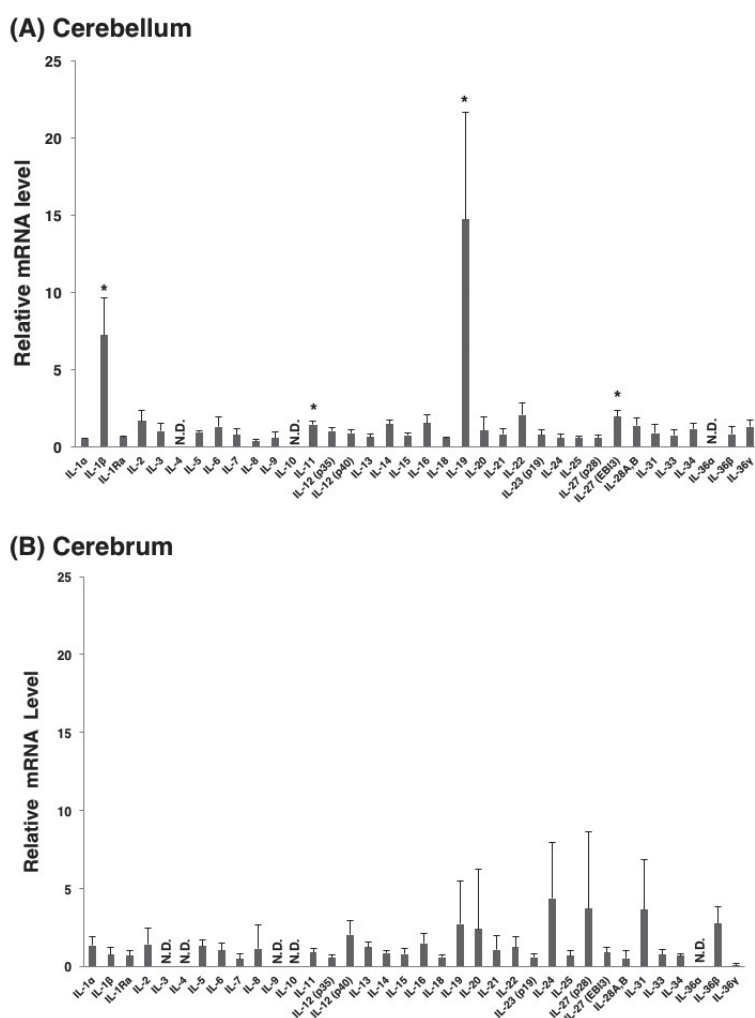 (A) Cerebellum
Relative mRNA level
25
20
15
10
5
0
*
*
*
*
N.D.
N.D.
N.D.
IL-1α
IL-1β
IL-1Ra
IL-2
IL-3
IL-4
IL-5
IL-6
IL-7
IL-8
IL-9
IL-10
IL-11
IL-12 (p35)
IL-12 (p40)
IL-13
IL-14
IL-15
IL-16
IL-18
IL-19
IL-20
IL-21
IL-22
IL-23 (p19)
IL-24
IL-25
IL-27 (p28)
IL-27 (EBI3)
IL-28A,B
IL-31
IL-33
IL-34
IL-36α
IL-36β
IL-36γ
(B) Cerebrum
Relative mRNA Level
25
20
15
10
5
0
N.D.
N.D.
N.D.
N.D.
N.D.
IL-1α
IL-1β
IL-1Ra
IL-2
IL-3
IL-4
IL-5
IL-6
IL-7
IL-8
IL-9
IL-10
IL-11
IL-12 (p35)
IL-12 (p40)
IL-13
IL-14
IL-15
IL-16
IL-18
IL-19
IL-20
IL-21
IL-22
IL-23 (p19)
IL-24
IL-25
IL-27 (p28)
IL-27 (EBI3)
IL-28A,B
IL-31
IL-33
IL-34
IL-36α
IL-36β
IL-36γ